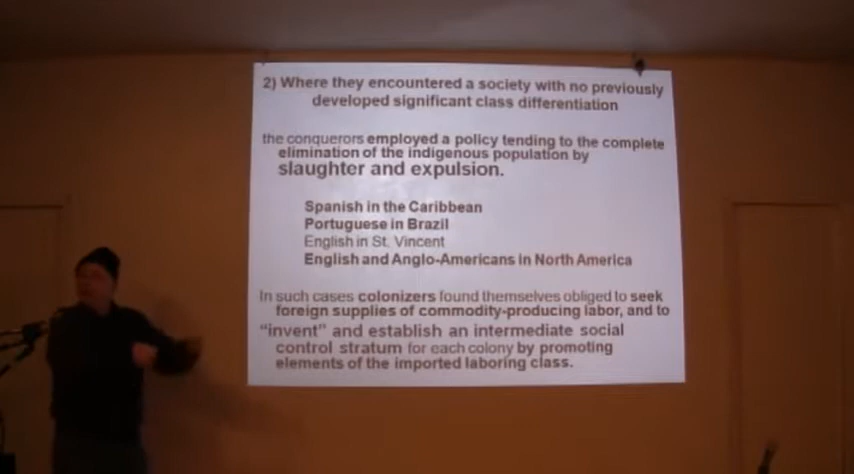 2) Where they encountered a society with no previously
developed significant class differentiation
the conquerors employed a policy tending to the complete
elimination of the indigenous population by
slaughter and expulsion.
Spanish in the Caribbean
Portuguese in Brazil
English in St. Vincent
English and Anglo-Americans in North America
In such cases colonizers found themselves obliged to seek
foreign supplies of commodity-producing labor, and to
“invent” and establish an intermediate social
control stratum for each colony by promoting
elements of the imported laboring class.